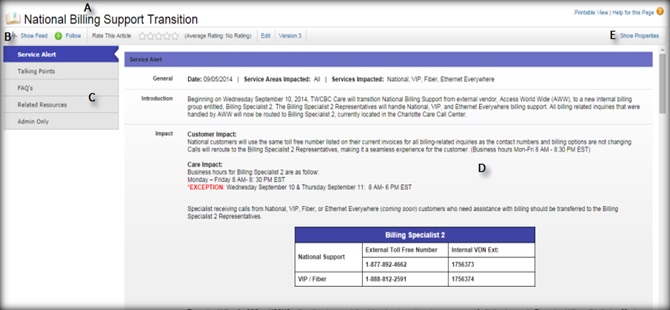 A
National Billing Support Transition
Printable View | Help for this Page
B Show Feed Follow Rate This Article (Average Rating: No Rating) Edit Version 3 E Show Properties
Service Alert
Talking Points
FAQ's
Related Resources
Admin Only
C
Service Alert
General Date: 09/05/2014 | Service Areas Impacted: All | Services Impacted: National, VIP, Fiber, Ethernet Everywhere
Introduction Beginning on Wednesday September 10, 2014, TWCBC Care will transition National Billing Support from external vendor, Access World Wide (AWW), to a new internal billing
group entitled, Billing Specialist 2. The Billing Specialist 2 Representatives will handle National, VIP, and Ethernet Everywhere billing support. All billing related inquiries that were
handled by AWW will now be routed to Billing Specialist 2, currently located in the Charlotte Care Call Center.
Impact Customer Impact:
National customers will use the same toll free number listed on their current invoices for all billing-related inquiries as the contact numbers and billing options are not changing.
Calls will reroute to the Billing Specialist 2 Representatives, making it a seamless experience for the customer. (Business hours Mon-Fri 8 AM - 8:30 PM EST)
D
Care Impact:
Business hours for Billing Specialist 2 are as follow:
Monday – Friday 8 AM- 8: 30 PM EST
*EXCEPTION: Wednesday September 10 & Thursday September 11: 8 AM- 6 PM EST
Specialist receiving calls from National, VIP, Fiber, or Ethernet Everywhere (coming soon) customers who need assistance with billing should be transferred to the Billing
Specialist 2 Representatives.
Billing Specialist 2
External Toll Free Number Internal VDN Ext:
National Support
1-877-892-4662 1756373
VIP / Fiber 1-888-812-2591 1756374